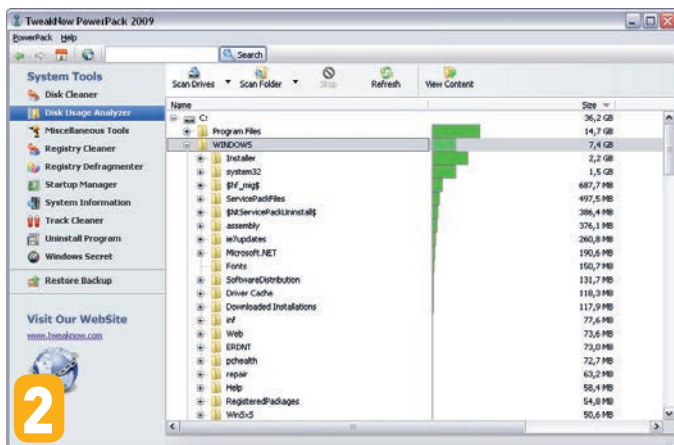 TweakNow PowerPack 2009
PowerPack Help
Search
System Tools
Disk Cleaner
Disk Usage Analyzer
Miscellaneous Tools
Registry Cleaner
Registry Defragmenter
Startup Manager
System Information
Track Cleaner
Uninstall Program
Windows Secret
Restore Backup
Visit Our WebSite
www.tweaknow.com
2
Scan Drives Scan Folder Stop Refresh View Content
Name Size
C: 36,2 GB
Program Files 14,7 GB
WINDOWS 7,4 GB
Installer 2,2 GB
system32 1,5 GB
$hf_mig$ 687,7 MB
ServicePackFiles 497,5 MB
$NtServicePackUninstall$ 386,4 MB
assembly 376,1 MB
ie7updates 260,8 MB
Microsoft.NET 190,6 MB
Fonts 150,7 MB
SoftwareDistribution 131,7 MB
Driver Cache 118,3 MB
Downloaded Installations 117,9 MB
inf 77,6 MB
Web 73,6 MB
ERDNT 73,0 MB
pchealth 72,7 MB
repair 63,2 MB
Help 58,4 MB
RegisteredPackages 54,8 MB
WinSxS 50,6 MB